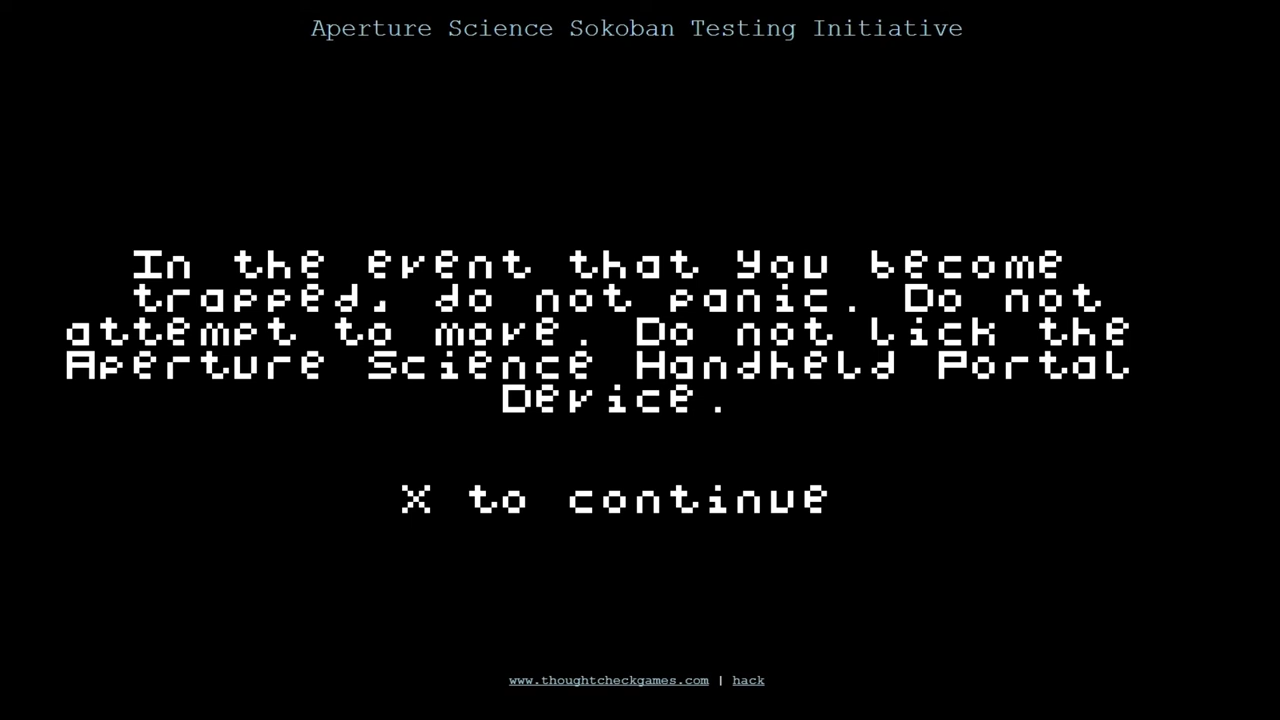 Aperture Science Sokoban Testing Initiative
In the event that you become
trapped, do not panic. Do not
attempt to move. Do not lick the
Aperture Science Handheld Portal
Device.
X to continue
www.thoughtcheckgames.com | hack